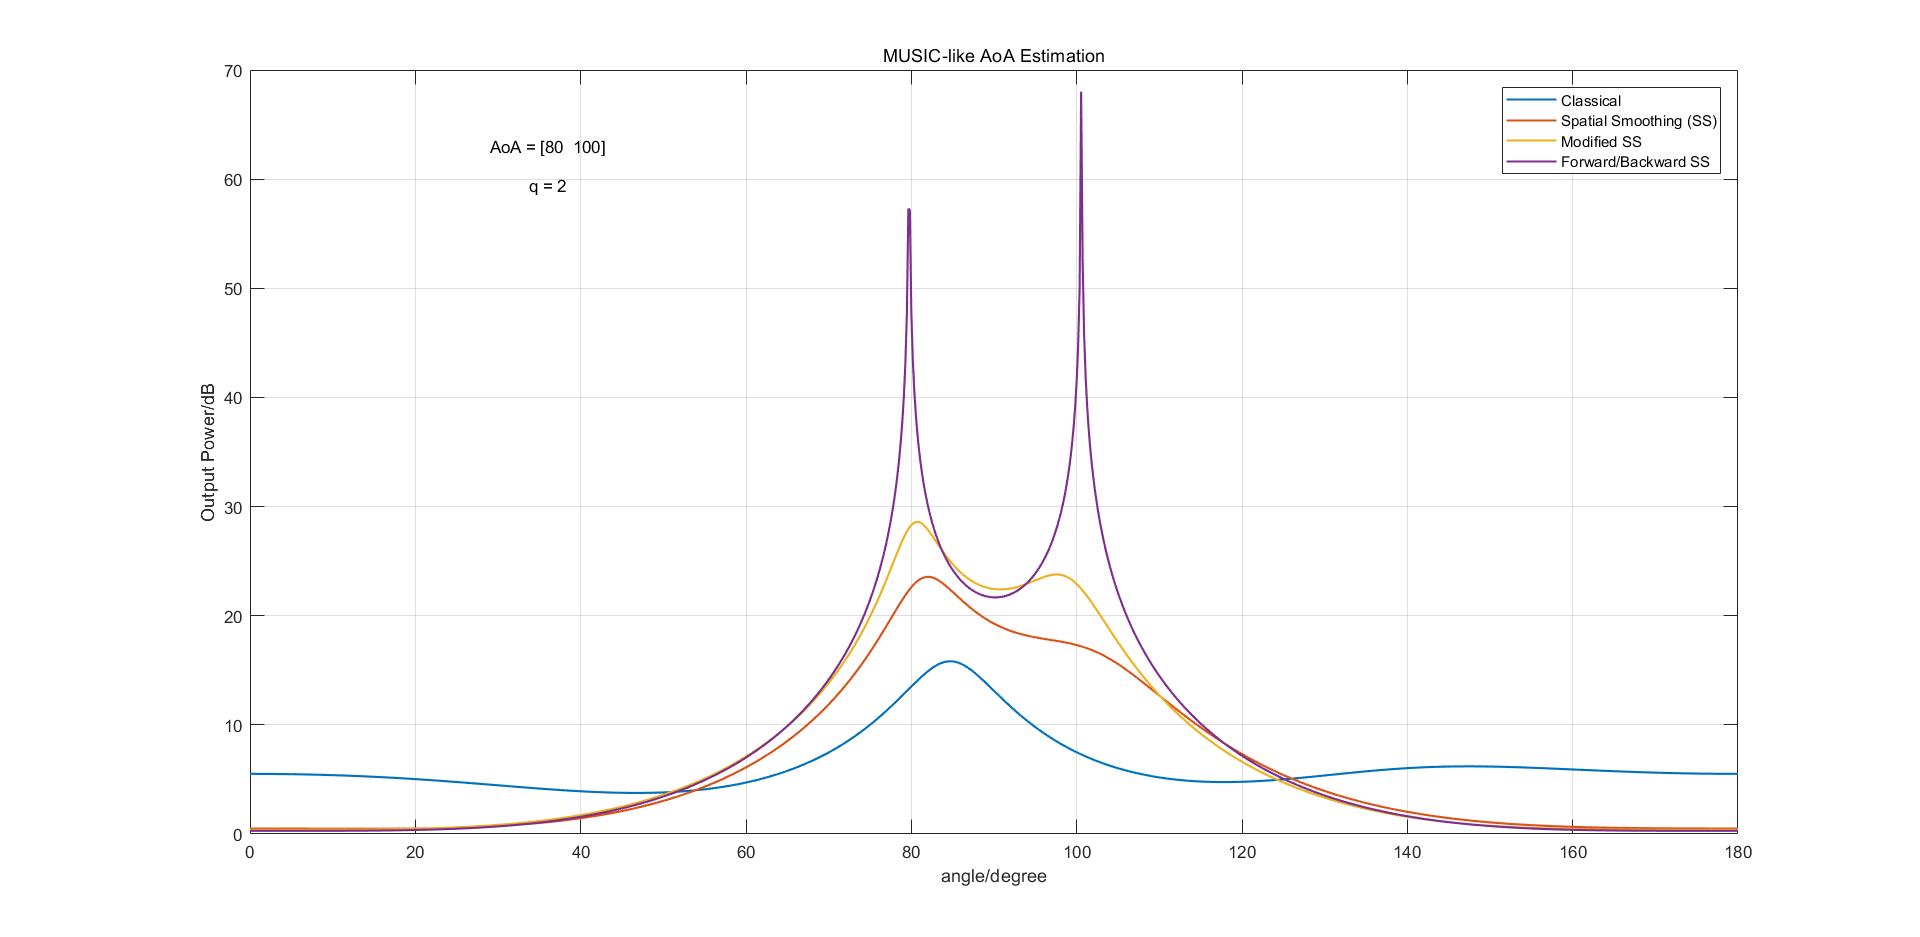 MUSIC-like AoA Estimation
70
60
50
40
30
20
10
0
Output Power/dB
AoA = [80  100]
q = 2
Classical
Spatial Smoothing (SS)
Modified SS
Forward/Backward SS
0 20 40 60 80 100 120 140 160 180
angle/degree